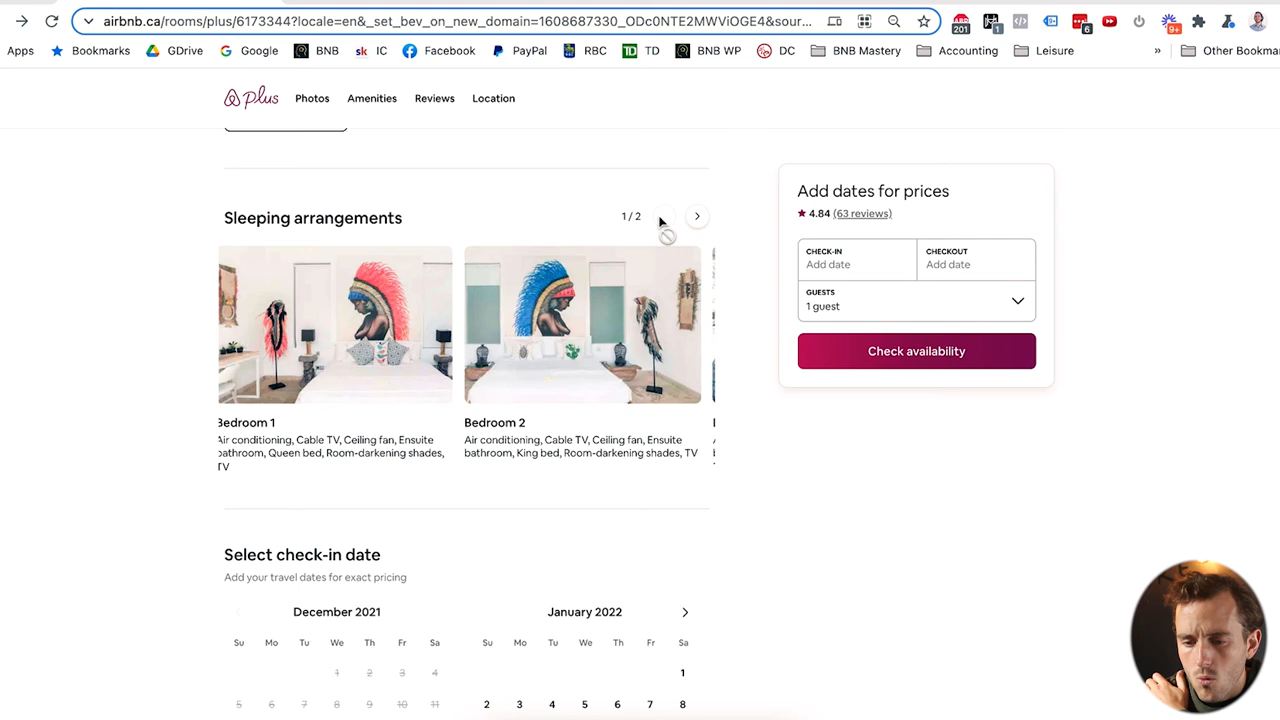 airbnb.ca/rooms/plus/6173344?locale=en&_set_bev_on_new_domain=1608687330_ODc0NTE2MWViOGE4&sour...
201
1
6
9+
Apps
Bookmarks
GDrive
Google
BNB
sk IC
Facebook
PayPal
RBC
TD
BNB WP
DC
BNB Mastery
Accounting
Leisure
»
Other Bookma
plus
Photos
Amenities
Reviews
Location
Sleeping arrangements
1 / 2
Bedroom 1
Air conditioning, Cable TV, Ceiling fan, Ensuite
bathroom, Queen bed, Room-darkening shades,
TV
Bedroom 2
Air conditioning, Cable TV, Ceiling fan, Ensuite
bathroom, King bed, Room-darkening shades, TV
Add dates for prices
★ 4.84 (63 reviews)
CHECK-IN
Add date
CHECKOUT
Add date
GUESTS
1 guest
Check availability
Select check-in date
Add your travel dates for exact pricing
December 2021
Su Mo Tu We Th Fr Sa
1 2 3 4
5 6 7 8 9 10 11
January 2022
Su Mo Tu We Th Fr Sa
1
2 3 4 5 6 7 8